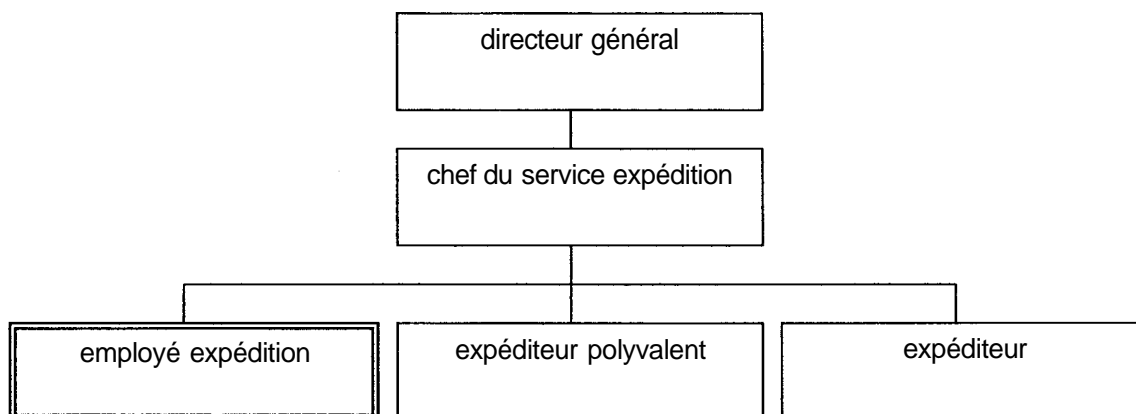 directeur général
chef du service expédition
employé expédition
expéditeur polyvalent
expéditeur